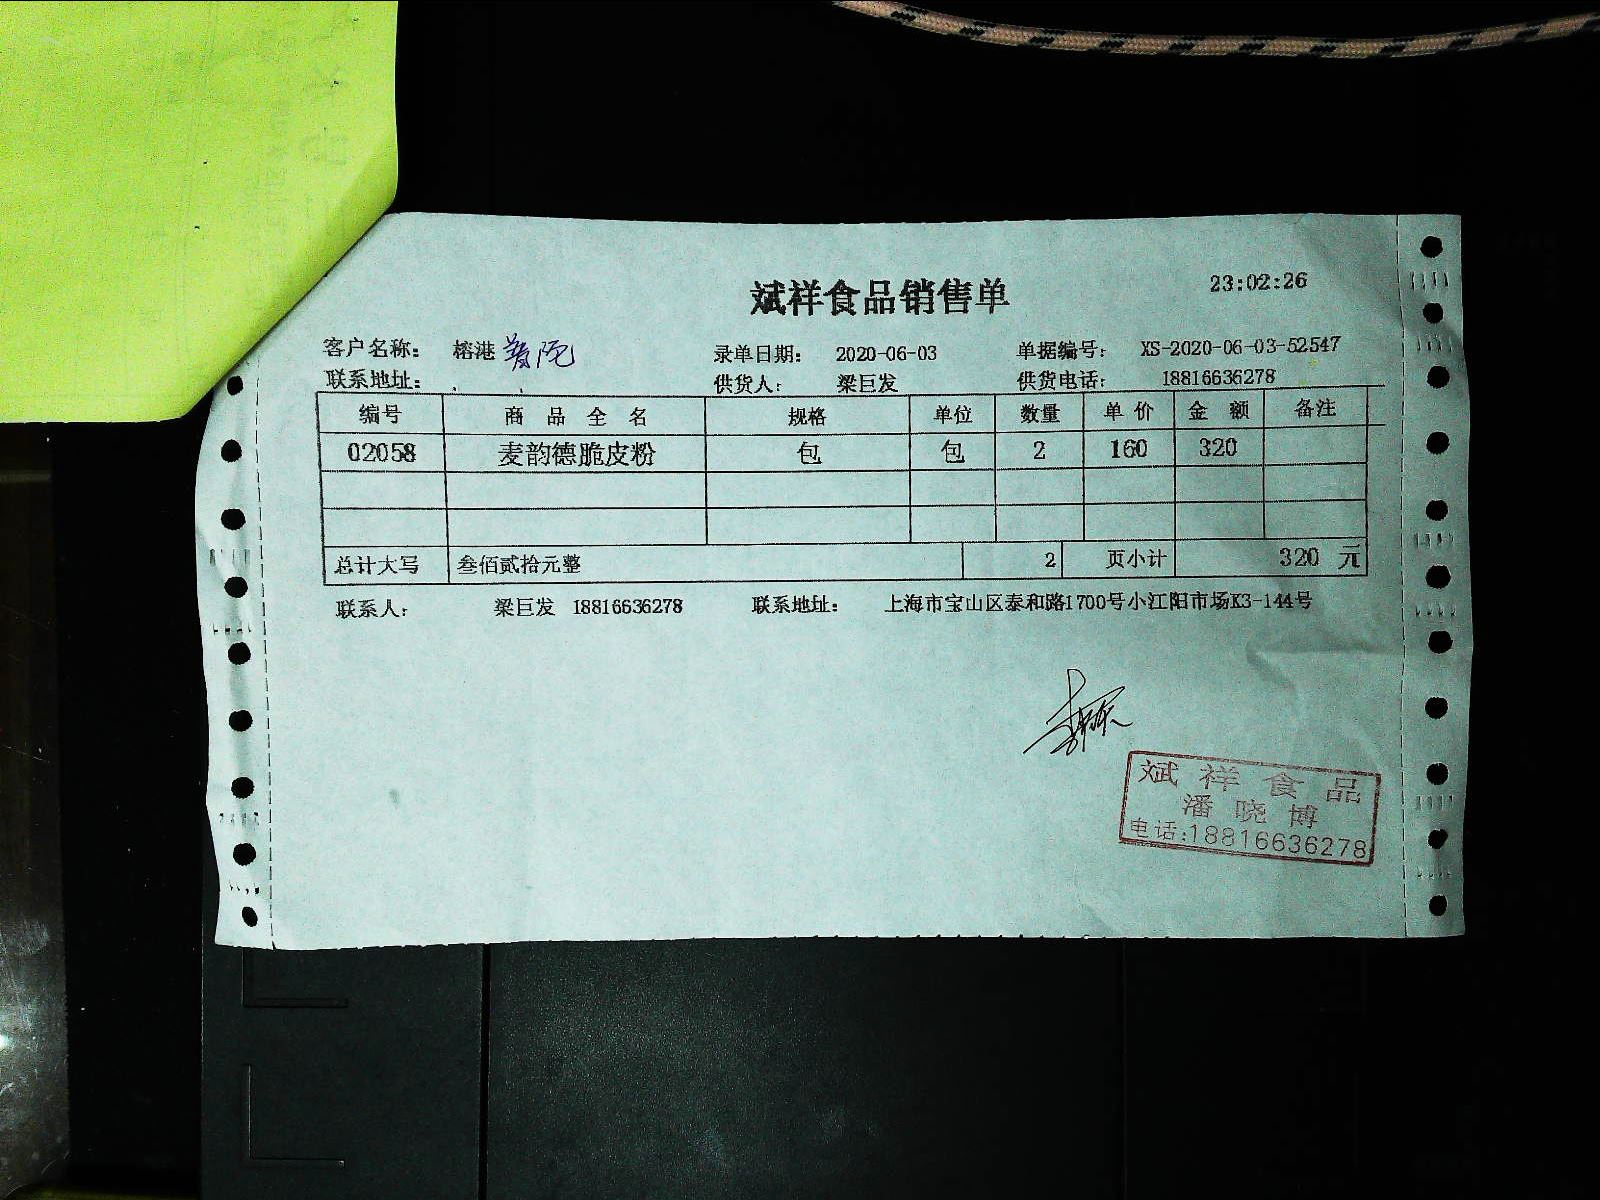 斌祥食品销售单 23:02:26
客户名称： 榕港 普陀 录单日期： 2020-06-03 单据编号： XS-2020-06-03-52547
联系地址： 供货人： 梁巨发 供货电话： 18816636278
编号 商品全名 规格 单位 数量 单价 金额 备注
02058 麦韵德脆皮粉 包 包 2 160 320
总计大写 叁佰贰拾元整 2 页小计 320 元
联系人： 梁巨发 18816636278 联系地址： 上海市宝山区泰和路1700号小江阳市场K3-144号
斌祥食品
潘晓博
电话:18816636278